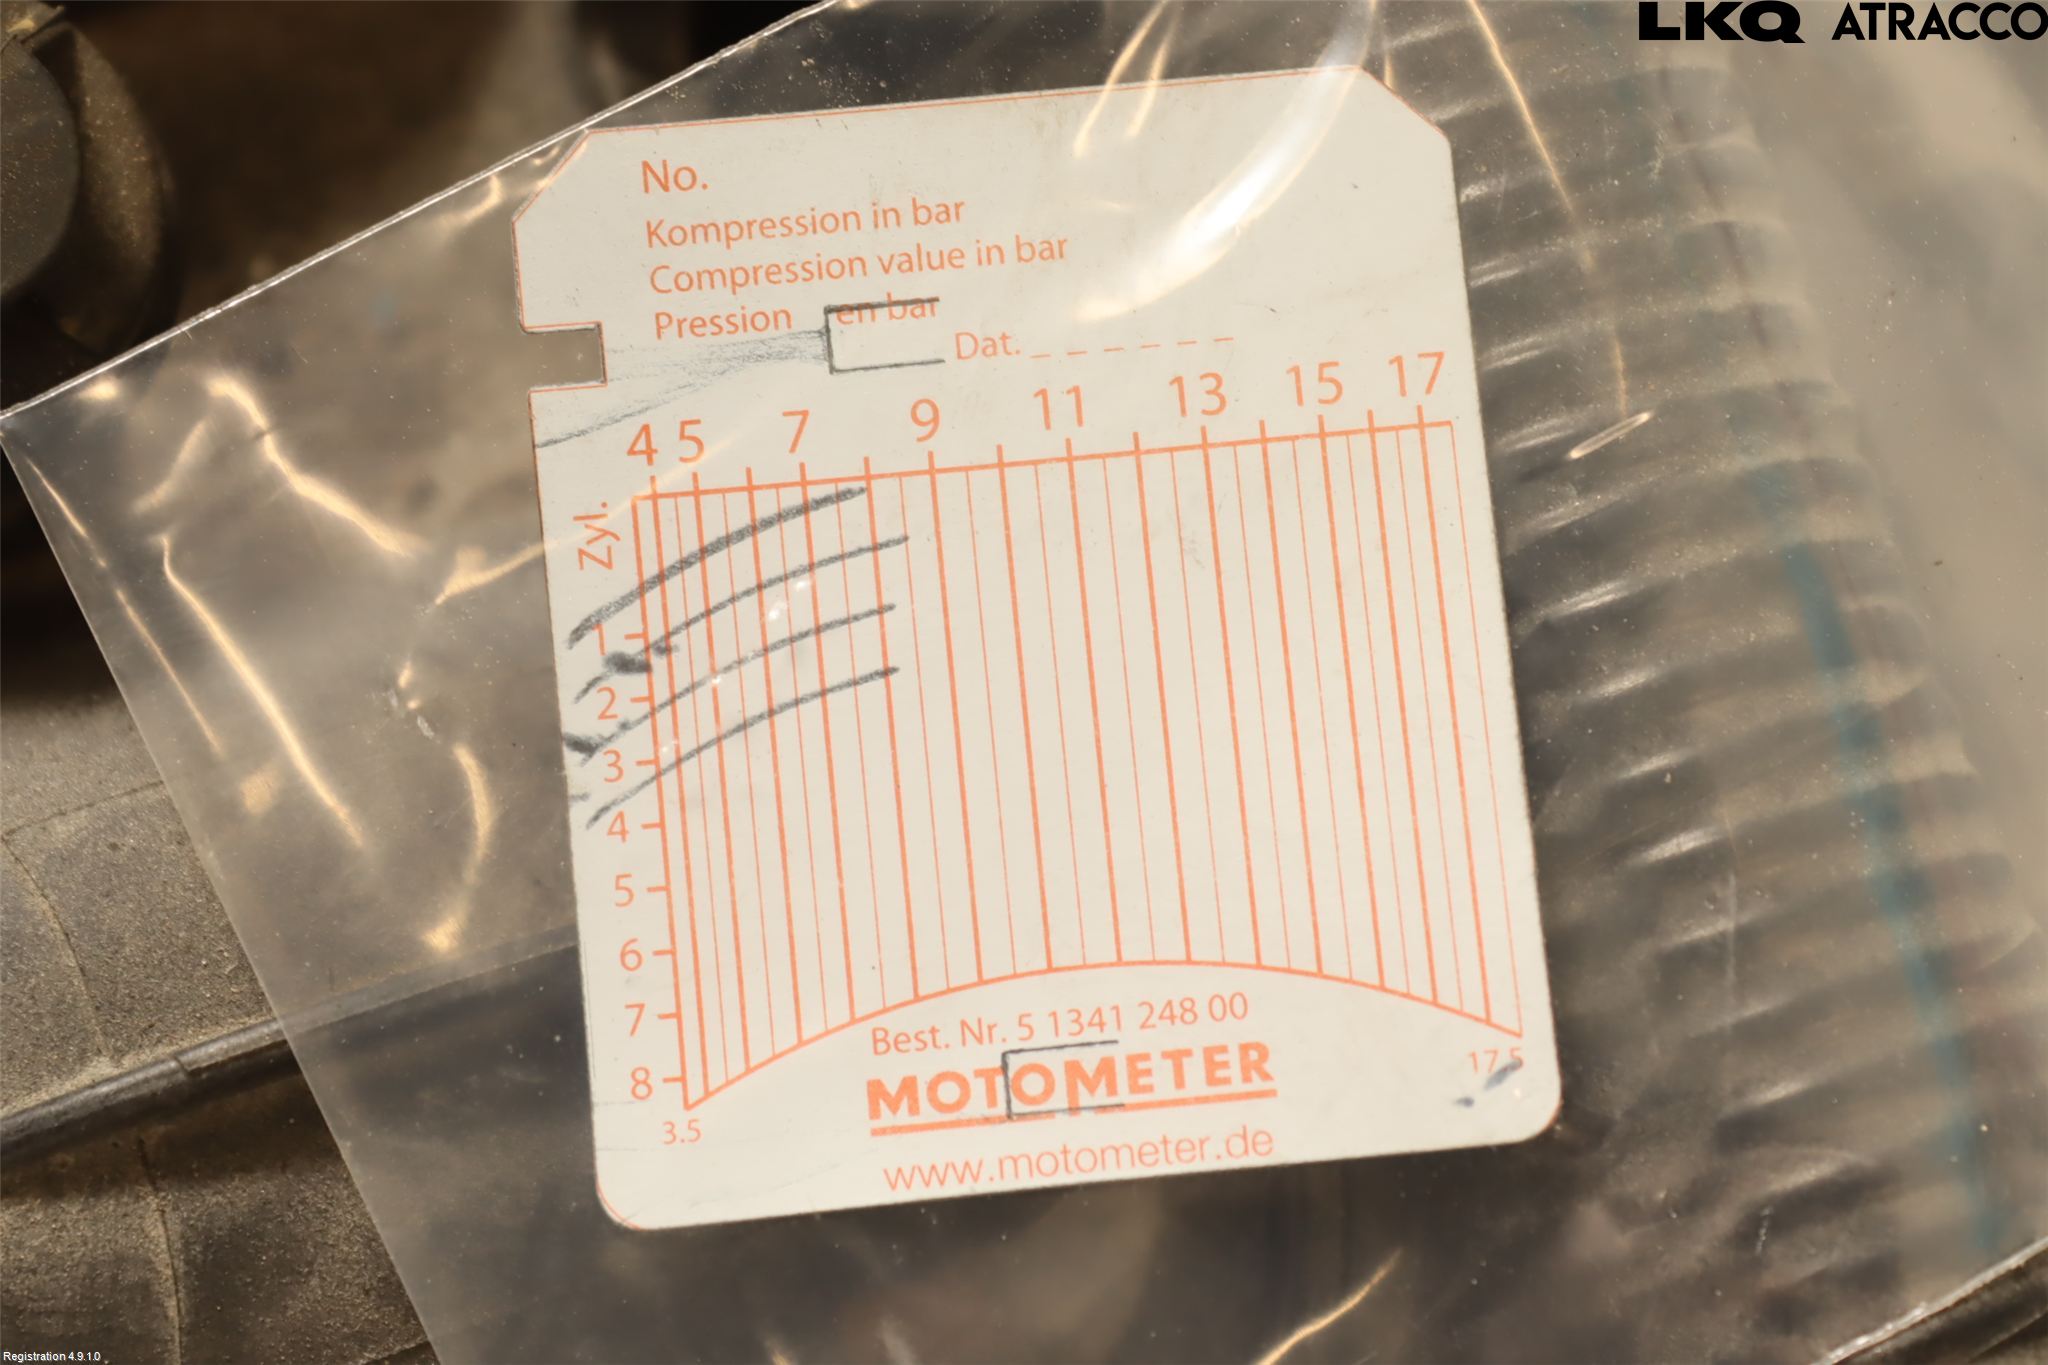 LKQ ATRACCO
No.
Kompression in bar
Compression value in bar
Pression en bar
Dat. _ _ _ _ _ _
4 5 7 9 11 13 15 17
Zyl.
1
2
3
4
5
6
7
8
3.5
17.5
Best. Nr. 5 1341 248 00
MOTOMETER
www.motometer.de
Registration 4.9.1.0